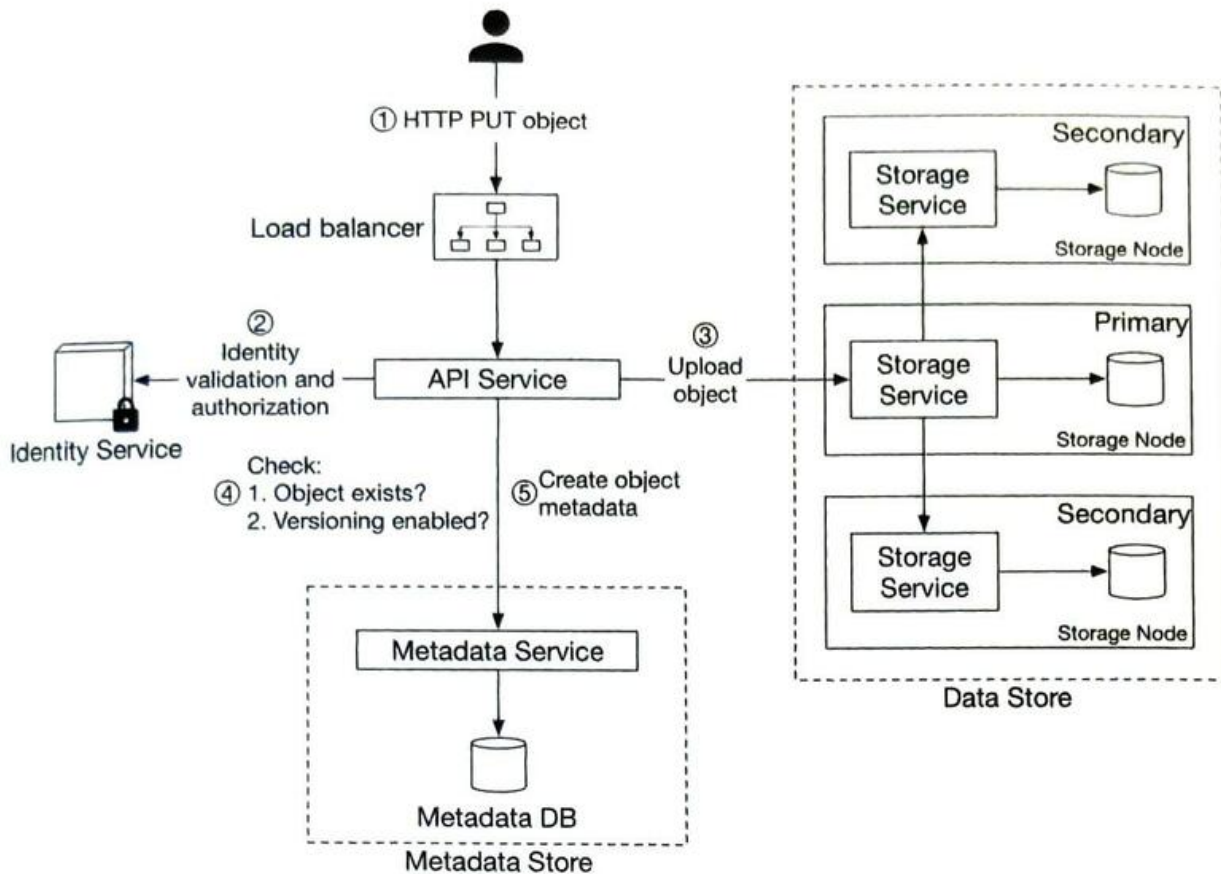 ① HTTP PUT object
Load balancer
②
Identity
validation and
authorization
API Service
③
Upload
object
Identity Service
Check:
④ 1. Object exists?
2. Versioning enabled?
⑤ Create object
metadata
Metadata Service
Metadata DB
Metadata Store
Secondary
Storage
Service
Storage Node
Primary
Storage
Service
Storage Node
Secondary
Storage
Service
Storage Node
Data Store